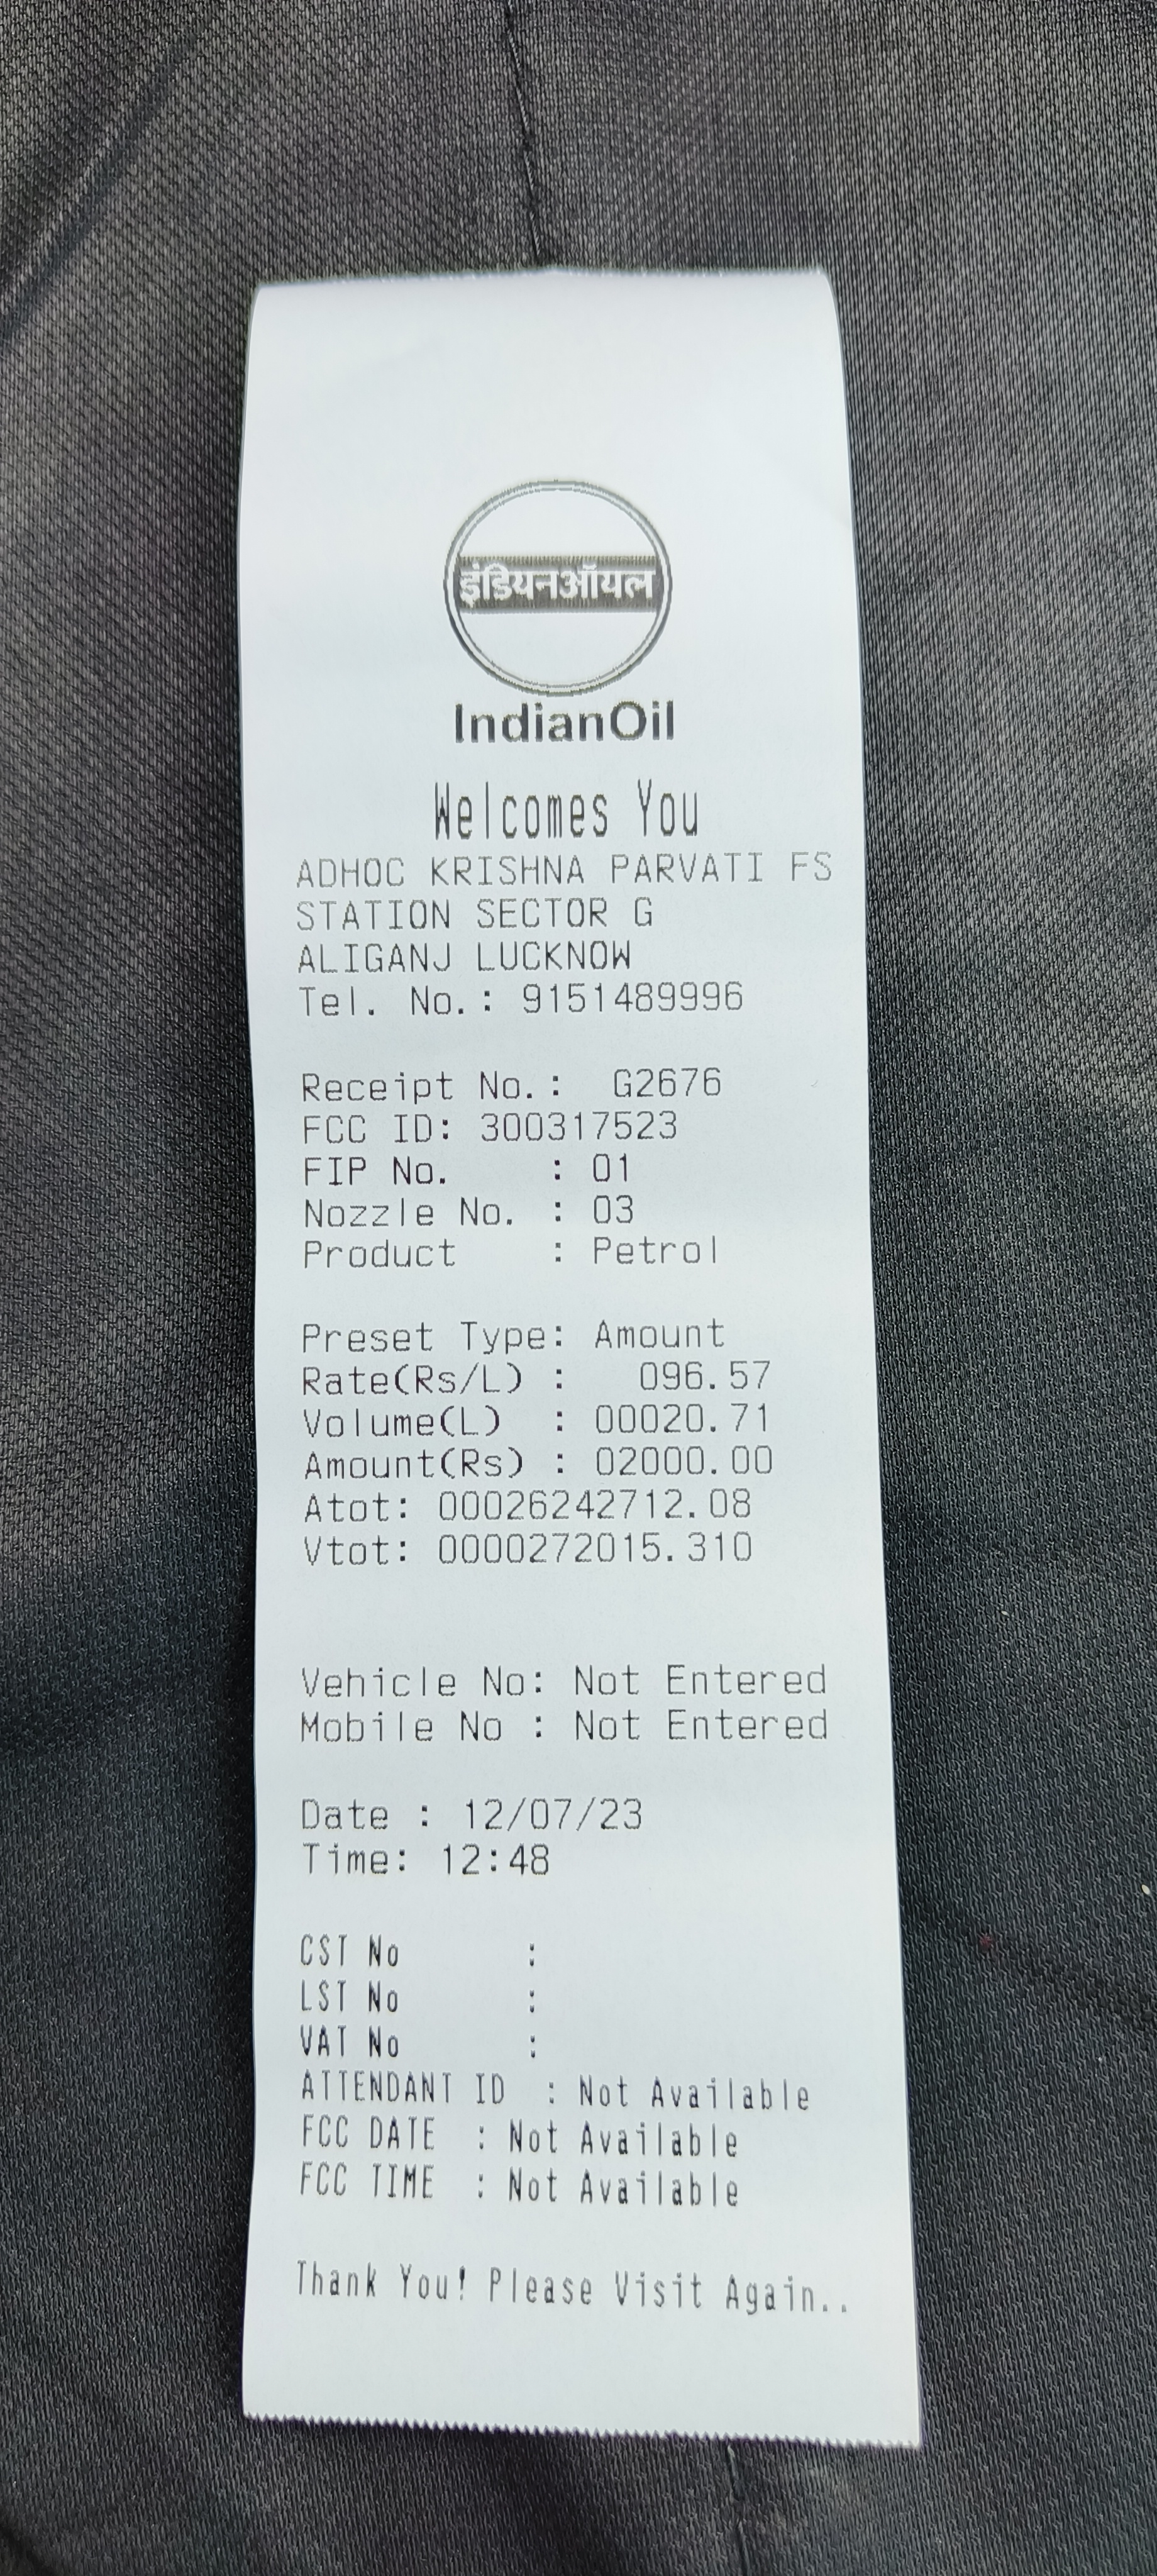 इंडियनऑयल
IndianOil
Welcomes You
ADHOC KRISHNA PARVATI FS
STATION SECTOR G
ALIGANJ LUCKNOW
Tel. No.: 9151489996
Receipt No.: G2676
FCC ID: 300317523
FIP No. : 01
Nozzle No. : 03
Product : Petrol
Preset Type: Amount
Rate(Rs/L) : 096.57
Volume(L) : 00020.71
Amount(Rs) : 02000.00
Atot: 00026242712.08
Vtot: 0000272015.310
Vehicle No: Not Entered
Mobile No : Not Entered
Date : 12/07/23
Time: 12:48
CST No :
LST No :
VAT No :
ATTENDANT ID : Not Available
FCC DATE : Not Available
FCC TIME : Not Available
Thank You! Please Visit Again..